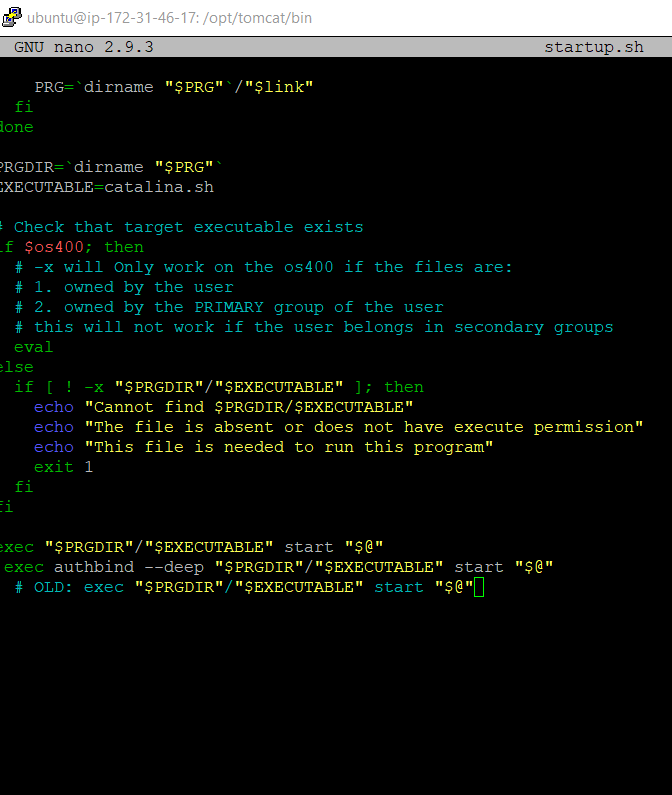 ubuntu@ip-172-31-46-17: /opt/tomcat/bin
GNU nano 2.9.3 startup.sh
PRG=`dirname "$PRG"`/"$link"
fi
done
PRGDIR=`dirname "$PRG"`
EXECUTABLE=catalina.sh
# Check that target executable exists
if $os400; then
# -x will Only work on the os400 if the files are:
# 1. owned by the user
# 2. owned by the PRIMARY group of the user
# this will not work if the user belongs in secondary groups
eval
else
if [ ! -x "$PRGDIR"/"$EXECUTABLE" ]; then
echo "Cannot find $PRGDIR/$EXECUTABLE"
echo "The file is absent or does not have execute permission"
echo "This file is needed to run this program"
exit 1
fi
fi
exec "$PRGDIR"/"$EXECUTABLE" start "$@"
exec authbind --deep "$PRGDIR"/"$EXECUTABLE" start "$@"
# OLD: exec "$PRGDIR"/"$EXECUTABLE" start "$@"